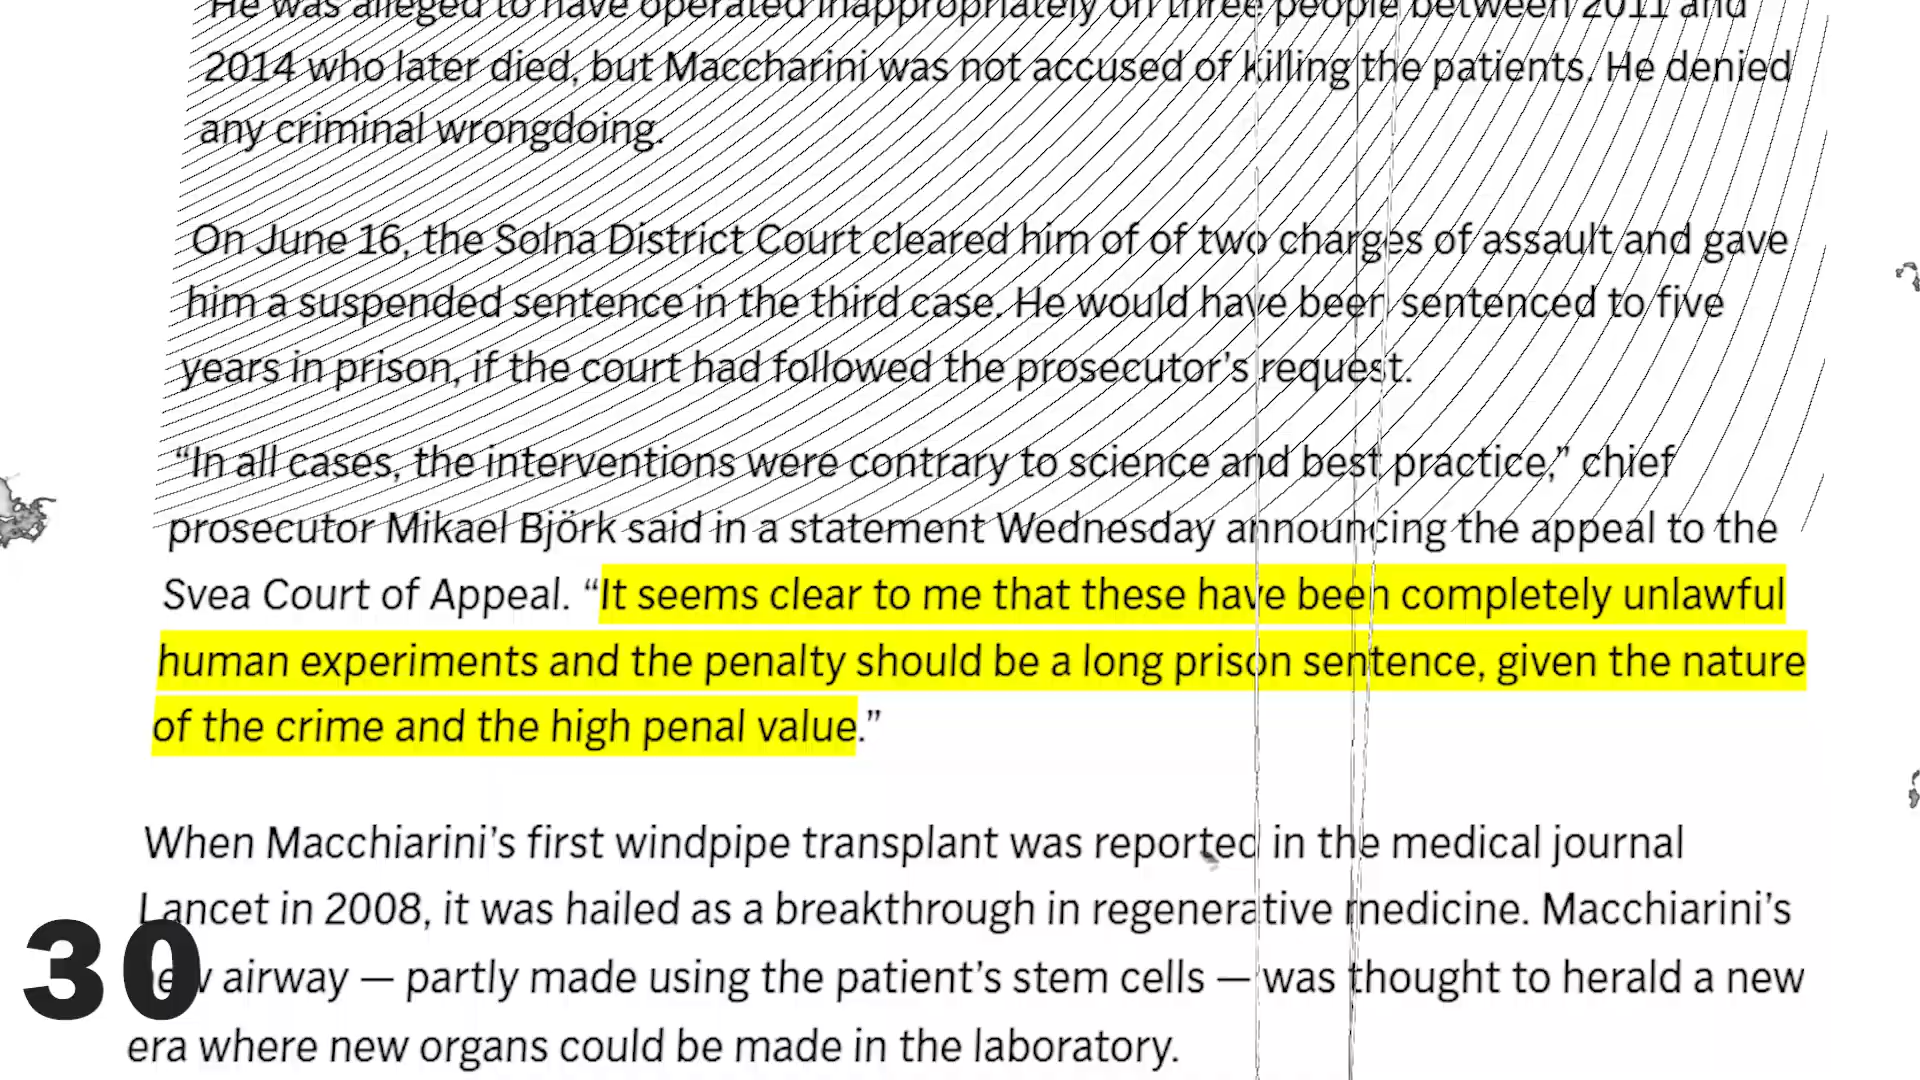 He was alleged to have operated inappropriately on three people between 2011 and
2014 who later died, but Maccharini was not accused of killing the patients. He denied
any criminal wrongdoing.
On June 16, the Solna District Court cleared him of of two charges of assault and gave
him a suspended sentence in the third case. He would have been sentenced to five
years in prison, if the court had followed the prosecutor’s request.
“In all cases, the interventions were contrary to science and best practice,” chief
prosecutor Mikael Björk said in a statement Wednesday announcing the appeal to the
Svea Court of Appeal. “It seems clear to me that these have been completely unlawful
human experiments and the penalty should be a long prison sentence, given the nature
of the crime and the high penal value.”
When Macchiarini’s first windpipe transplant was reported in the medical journal
Lancet in 2008, it was hailed as a breakthrough in regenerative medicine. Macchiarini’s
new airway — partly made using the patient’s stem cells — was thought to herald a new
era where new organs could be made in the laboratory.
30